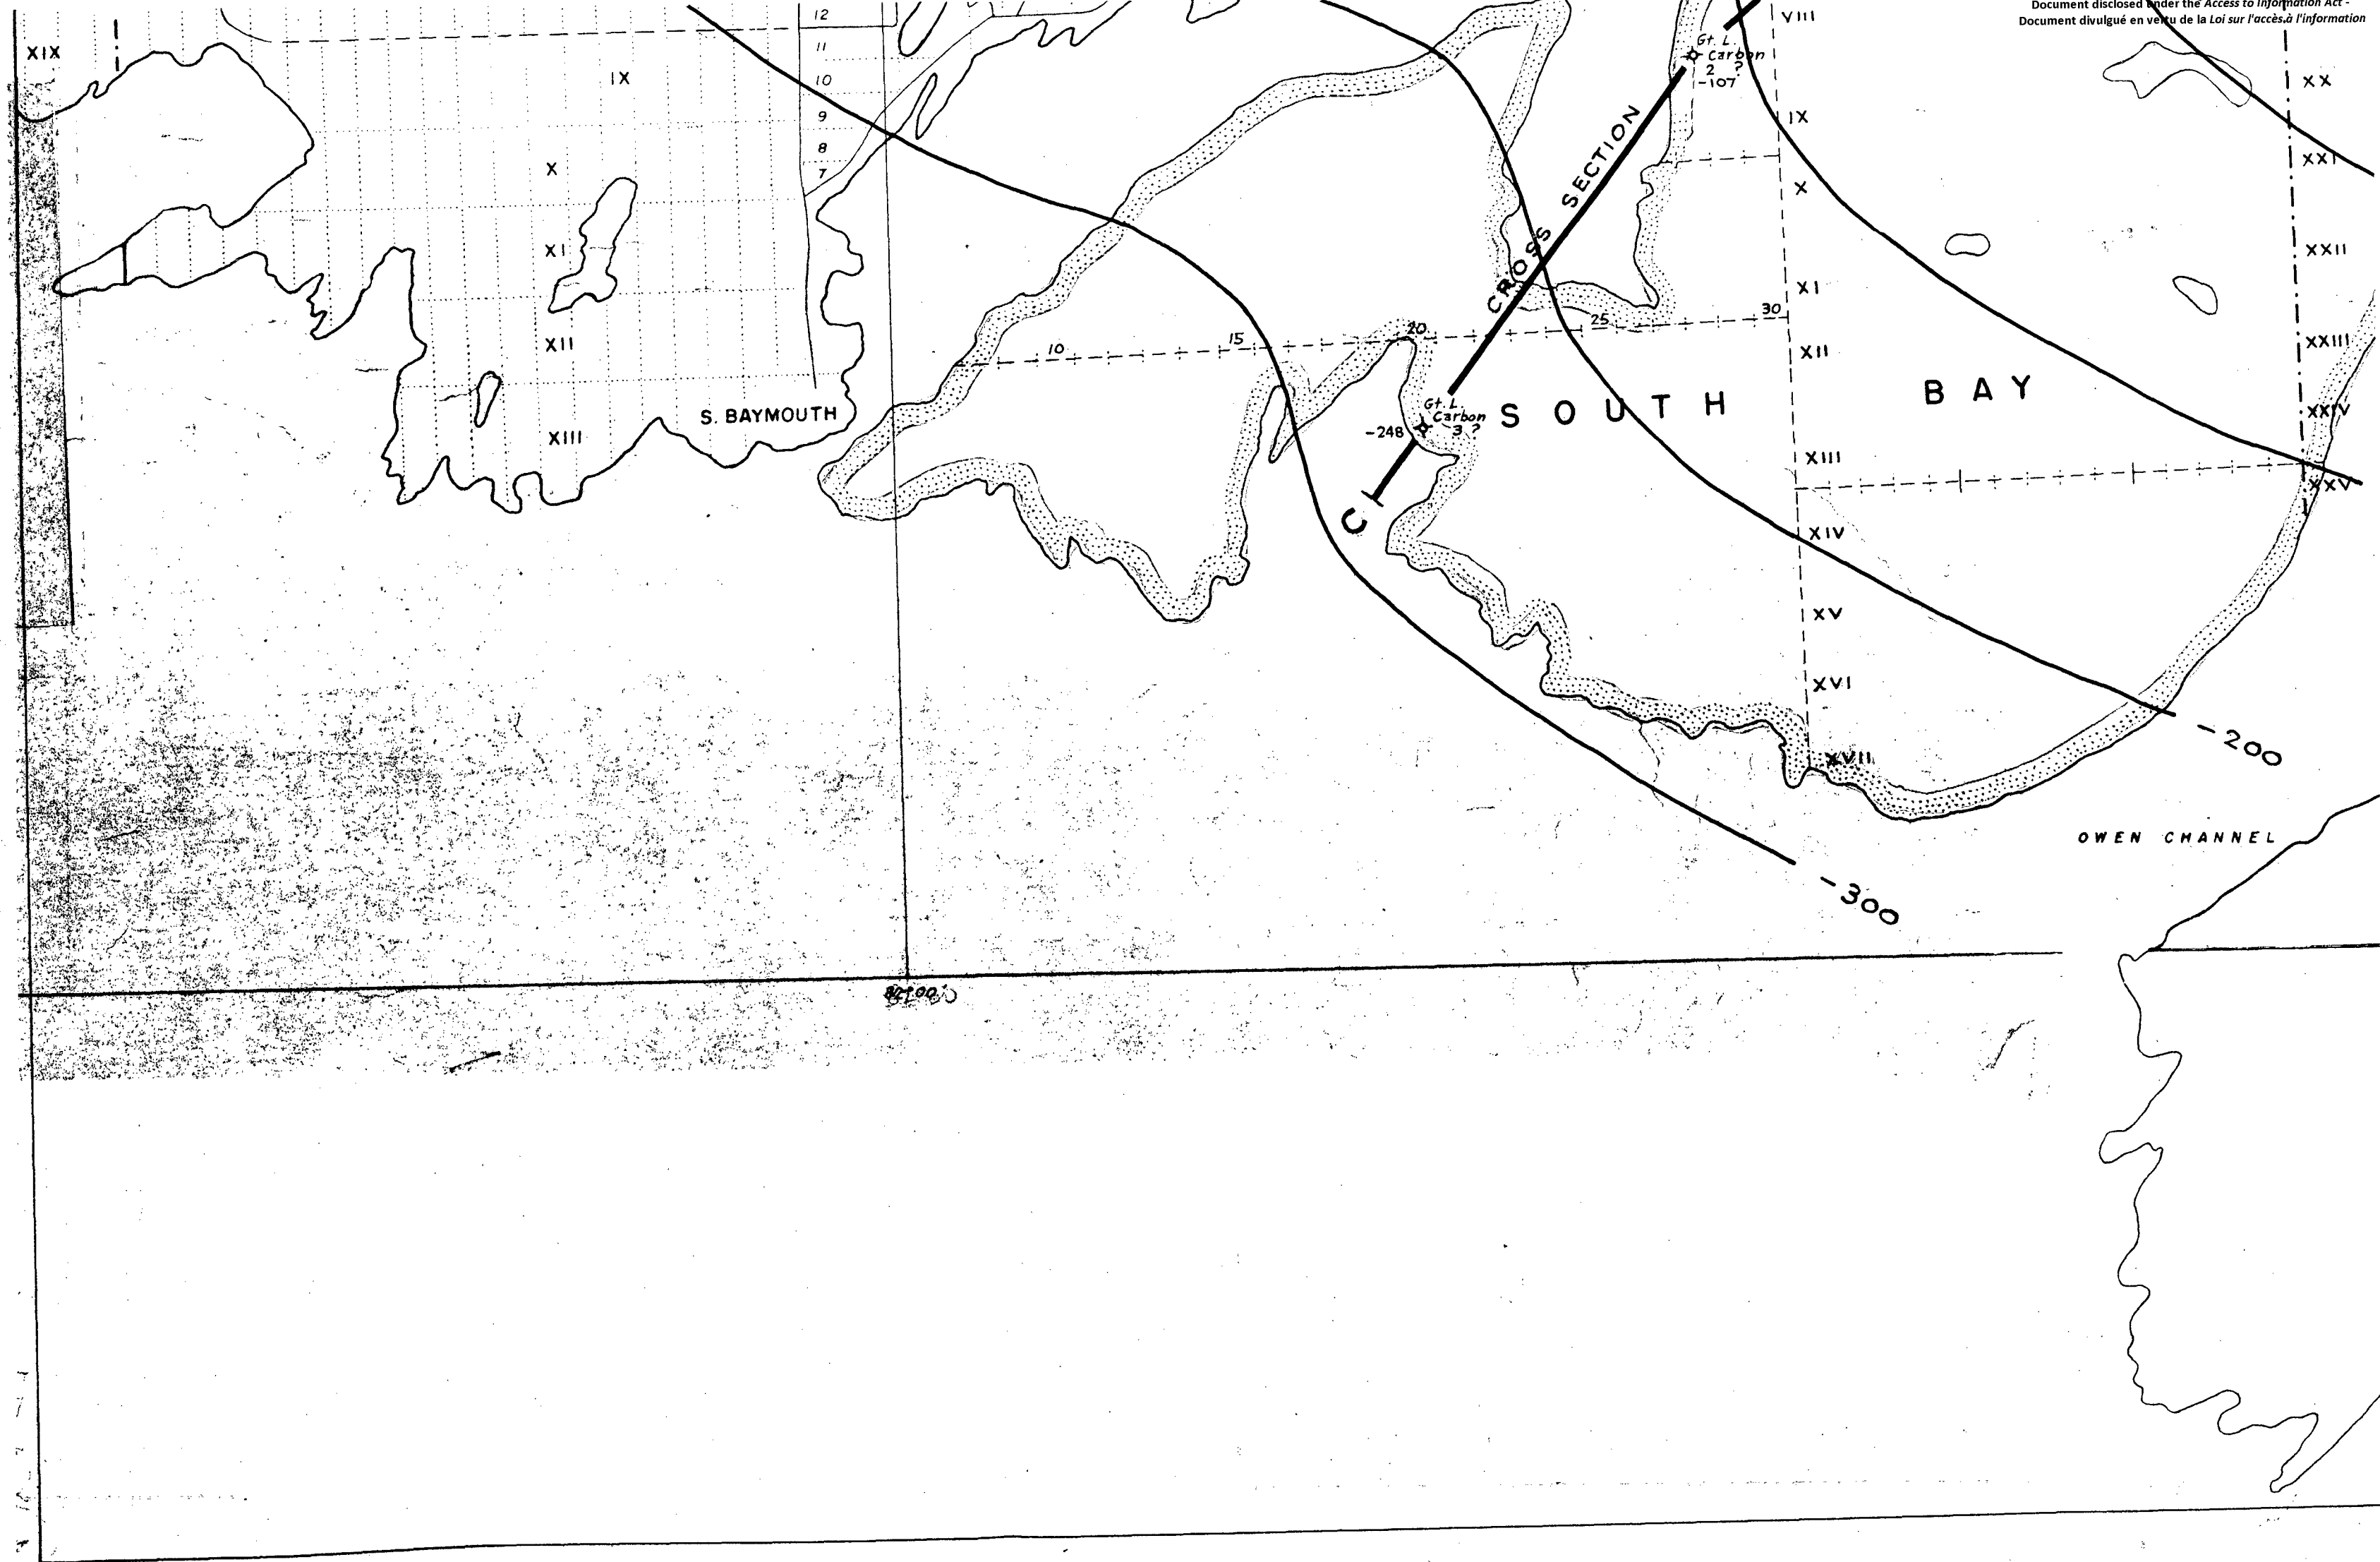 Document disclosed under the Access to Information Act -
Document divulgué en vertu de la Loi sur l'accès à l'information
12
VIII
11
XIX
IX
10
Gt. L.
Carbon
2 ?
-107
XX
9
IX
8
7
SECTION
XXI
X
X
XI
CROSS
XXII
XI
XII
10
15
20
25
30
XII
XXIII
S. BAYMOUTH
Gt. L.
Carbon
3 ?
-248
SOUTH BAY
XXIV
XIII
XIII
XXV
C
XIV
XV
XVI
XVII
-200
OWEN CHANNEL
-300